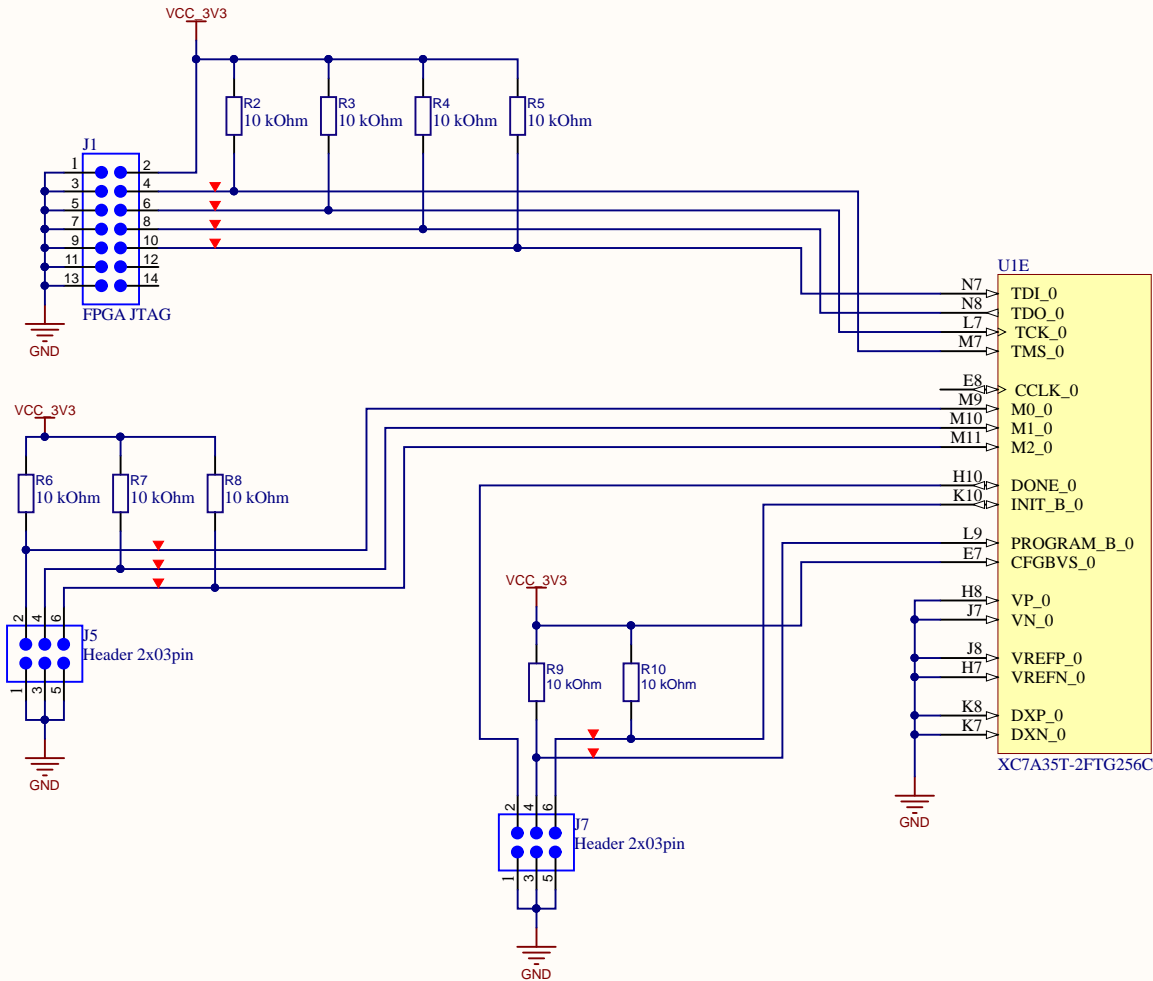 VCC_3V3
R2
10 kOhm
R3
10 kOhm
R4
10 kOhm
R5
10 kOhm
J1
1
2
3
4
5
6
7
8
9
10
11
12
13
14
FPGA JTAG
GND
U1E
N7
TDI_0
N8
TDO_0
L7
TCK_0
M7
TMS_0
E8
CCLK_0
M9
M0_0
M10
M1_0
M11
M2_0
H10
DONE_0
K10
INIT_B_0
L9
PROGRAM_B_0
E7
CFGBVS_0
H8
VP_0
J7
VN_0
J8
VREFP_0
H7
VREFN_0
K8
DXP_0
K7
DXN_0
XC7A35T-2FTG256C
GND
VCC_3V3
R6
10 kOhm
R7
10 kOhm
R8
10 kOhm
2
4
6
J5
Header 2x03pin
1
3
5
GND
VCC_3V3
R9
10 kOhm
R10
10 kOhm
2
4
6
J7
Header 2x03pin
1
3
5
GND